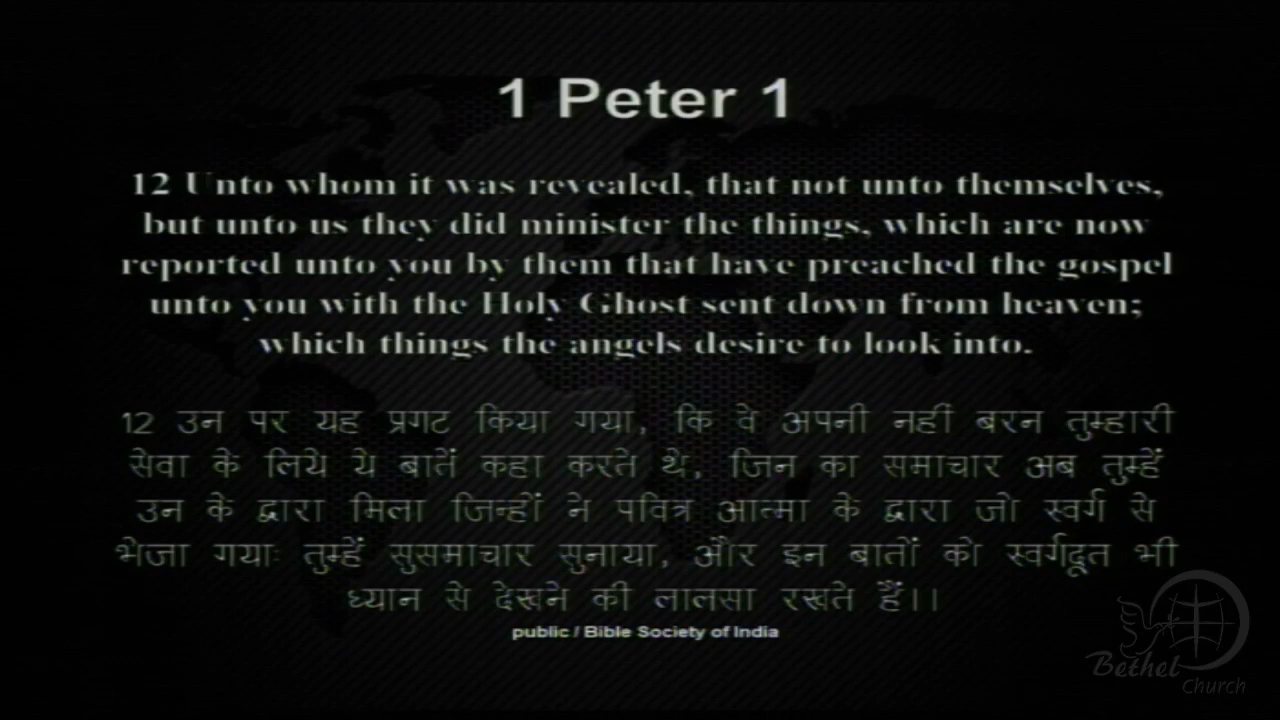 1 Peter 1
12 Unto whom it was revealed, that not unto themselves,
but unto us they did minister the things, which are now
reported unto you by them that have preached the gospel
unto you with the Holy Ghost sent down from heaven;
which things the angels desire to look into.
12 उन पर यह प्रगट किया गया, कि वे अपनी नहीं बरन तुम्हारी
सेवा के लिये ये बातें कहा करते थे, जिन का समाचार अब तुम्हें
उन के द्वारा मिला जिन्हों ने पवित्र आत्मा के द्वारा जो स्वर्ग से
भेजा गयाः तुम्हें सुसमाचार सुनाया, और इन बातों को स्वर्गदूत भी
ध्यान से देखने की लालसा रखते हैं।।
public / Bible Society of India
Bethel
Church